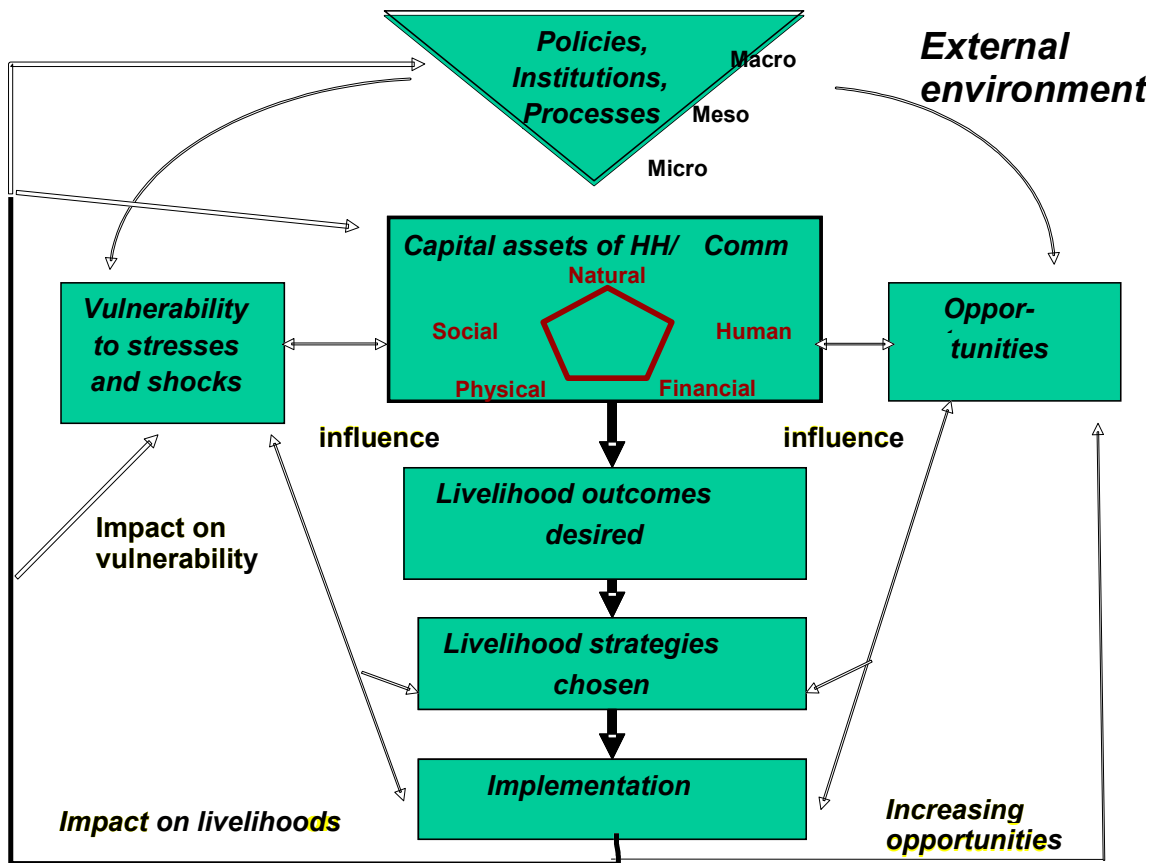 Policies,
Institutions,
Processes
Macro
Meso
Micro
External
environment
Capital assets of HH/ Comm
Natural
Social
Human
Physical
Financial
Vulnerability
to stresses
and shocks
Oppor-
tunities
influence
influence
Livelihood outcomes
desired
Impact on
vulnerability
Livelihood strategies
chosen
Implementation
Impact on livelihoods
Increasing
opportunities